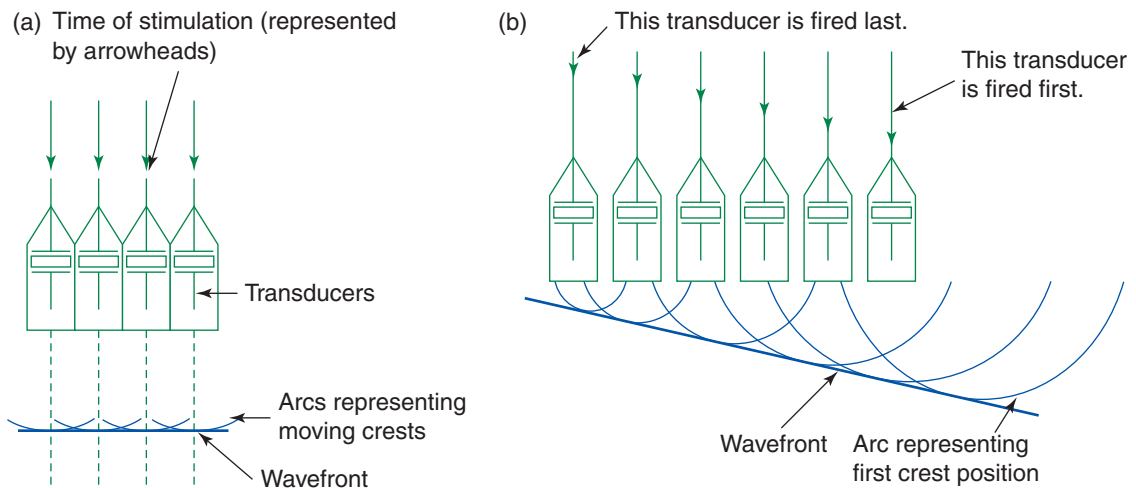 (a) Time of stimulation (represented
by arrowheads)
Transducers
Arcs representing
moving crests
Wavefront
(b)
This transducer is fired last.
This transducer
is fired first.
Wavefront
Arc representing
first crest position